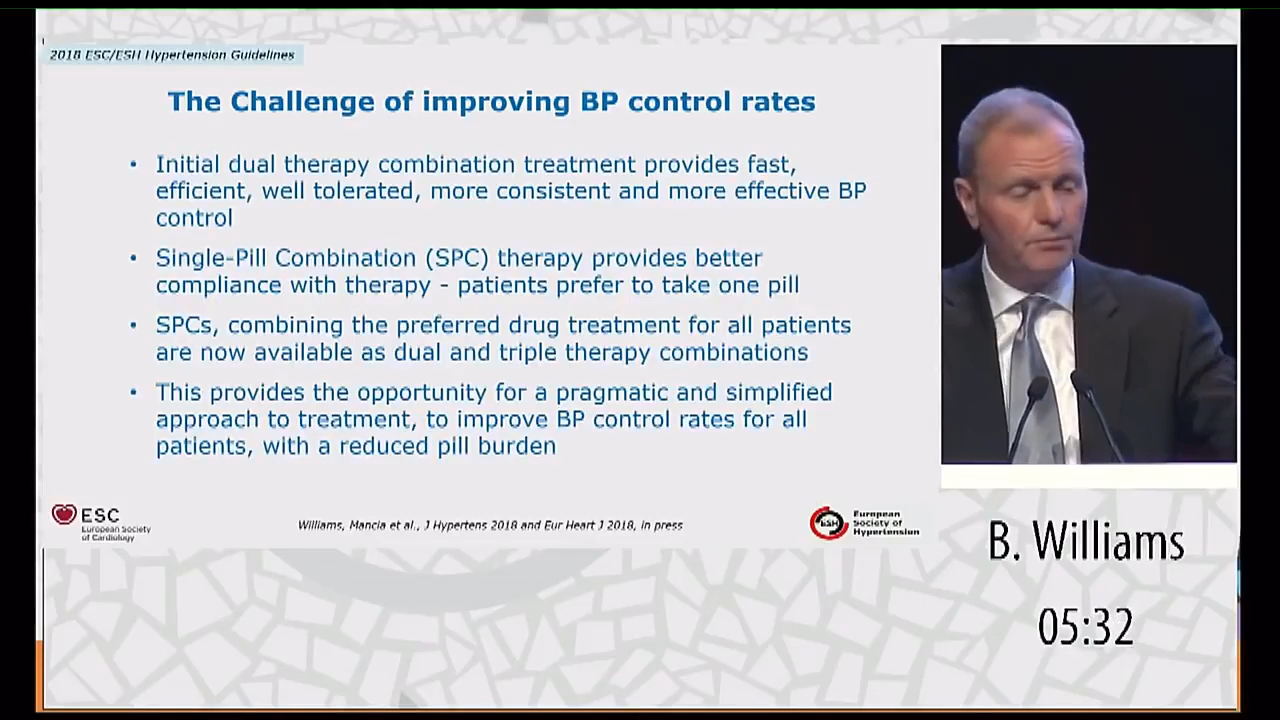 2018 ESC/ESH Hypertension Guidelines
The Challenge of improving BP control rates
• Initial dual therapy combination treatment provides fast,
efficient, well tolerated, more consistent and more effective BP
control
• Single-Pill Combination (SPC) therapy provides better
compliance with therapy - patients prefer to take one pill
• SPCs, combining the preferred drug treatment for all patients
are now available as dual and triple therapy combinations
• This provides the opportunity for a pragmatic and simplified
approach to treatment, to improve BP control rates for all
patients, with a reduced pill burden
ESC
European Society
of Cardiology
Williams, Mancia et al., J Hypertens 2018 and Eur Heart J 2018, in press
ESH
European
Society of
Hypertension
B. Williams
05:32